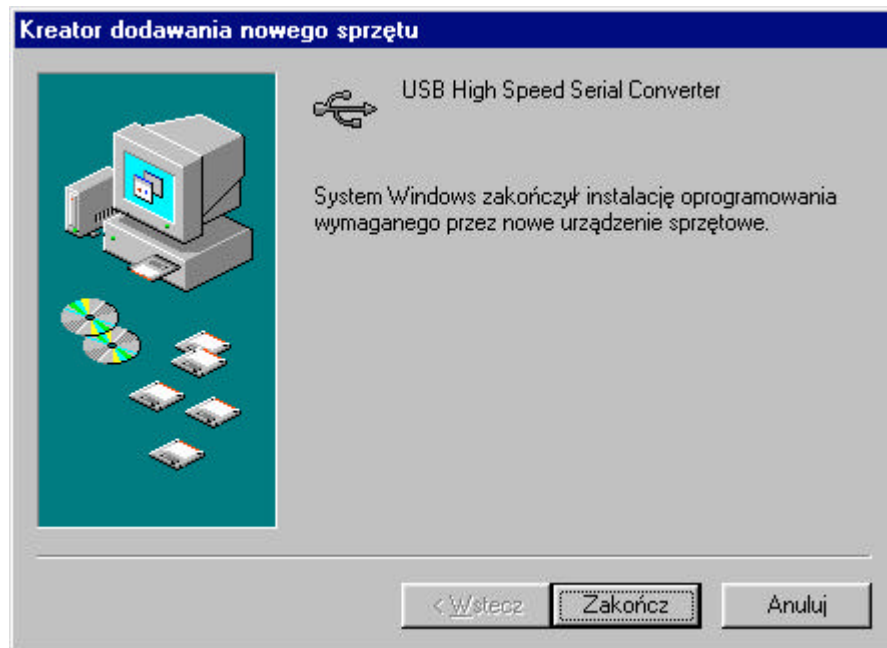 Kreator dodawania nowego sprzętu
USB High Speed Serial Converter
System Windows zakończył instalację oprogramowania
wymaganego przez nowe urządzenie sprzętowe.
< Wstecz
Zakończ
Anuluj